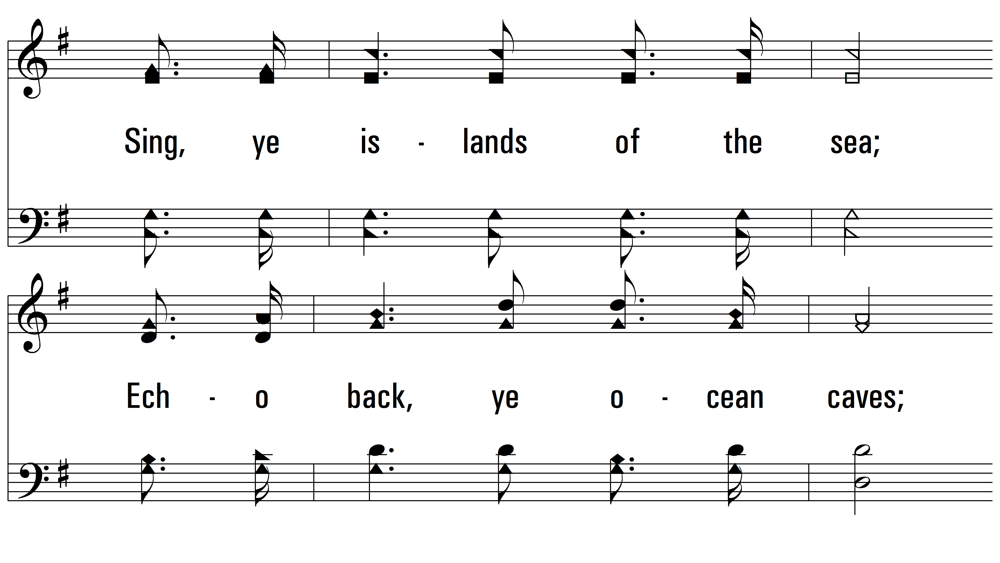 Sing, ye is - lands of the sea;
Ech - o back, ye o - cean caves;